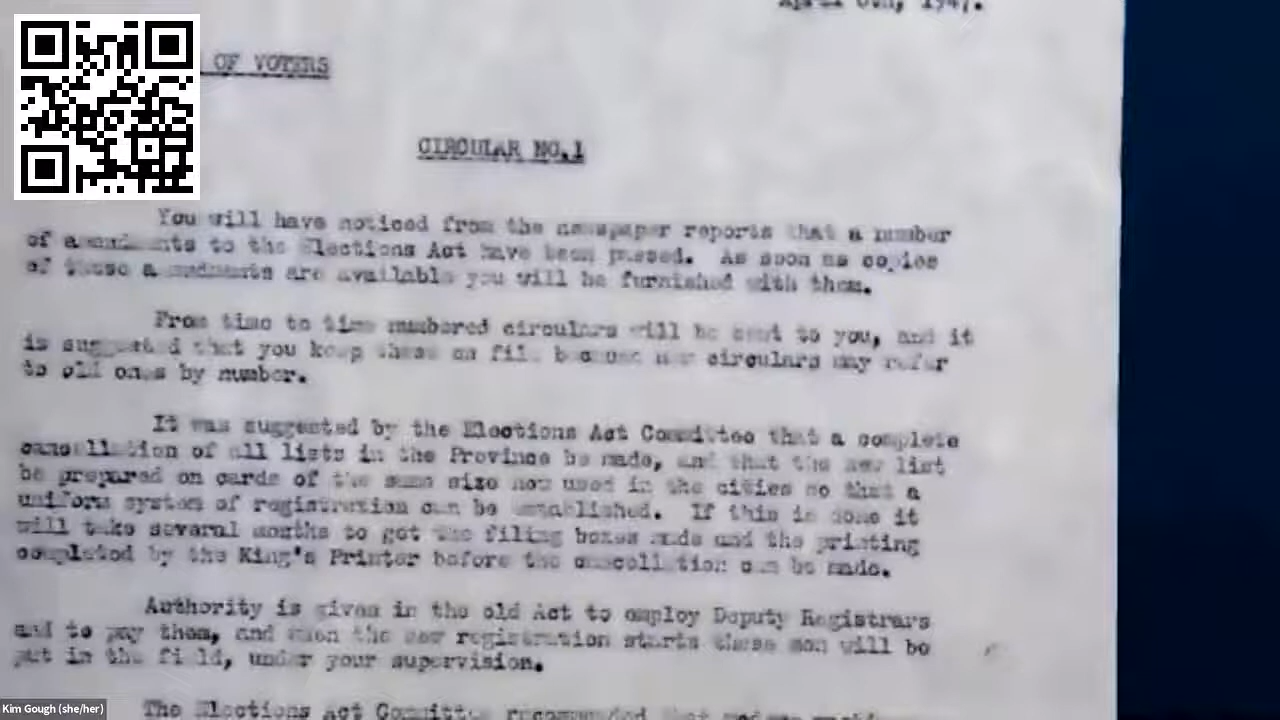 April 8th, 1947.
OF VOTERS
CIRCULAR NO.1
You will have noticed from the newspaper reports that a number
of amendments to the Elections Act have been passed. As soon as copies
of these amendments are available you will be furnished with them.
From time to time numbered circulars will be sent to you, and it
is suggested that you keep these on file because new circulars may refer
to old ones by number.
It was suggested by the Elections Act Committee that a complete
cancellation of all lists in the Province be made, and that the new list
be prepared on cards of the same size now used in the cities so that a
uniform system of registration can be established. If this is done it
will take several months to get the filing boxes made and the printing
completed by the King's Printer before the cancellation can be made.
Authority is given in the old Act to employ Deputy Registrars
and to pay them, and when the new registration starts these men will be
put in the field, under your supervision.
The Elections Act Committee recommended that
Kim Gough (she/her)